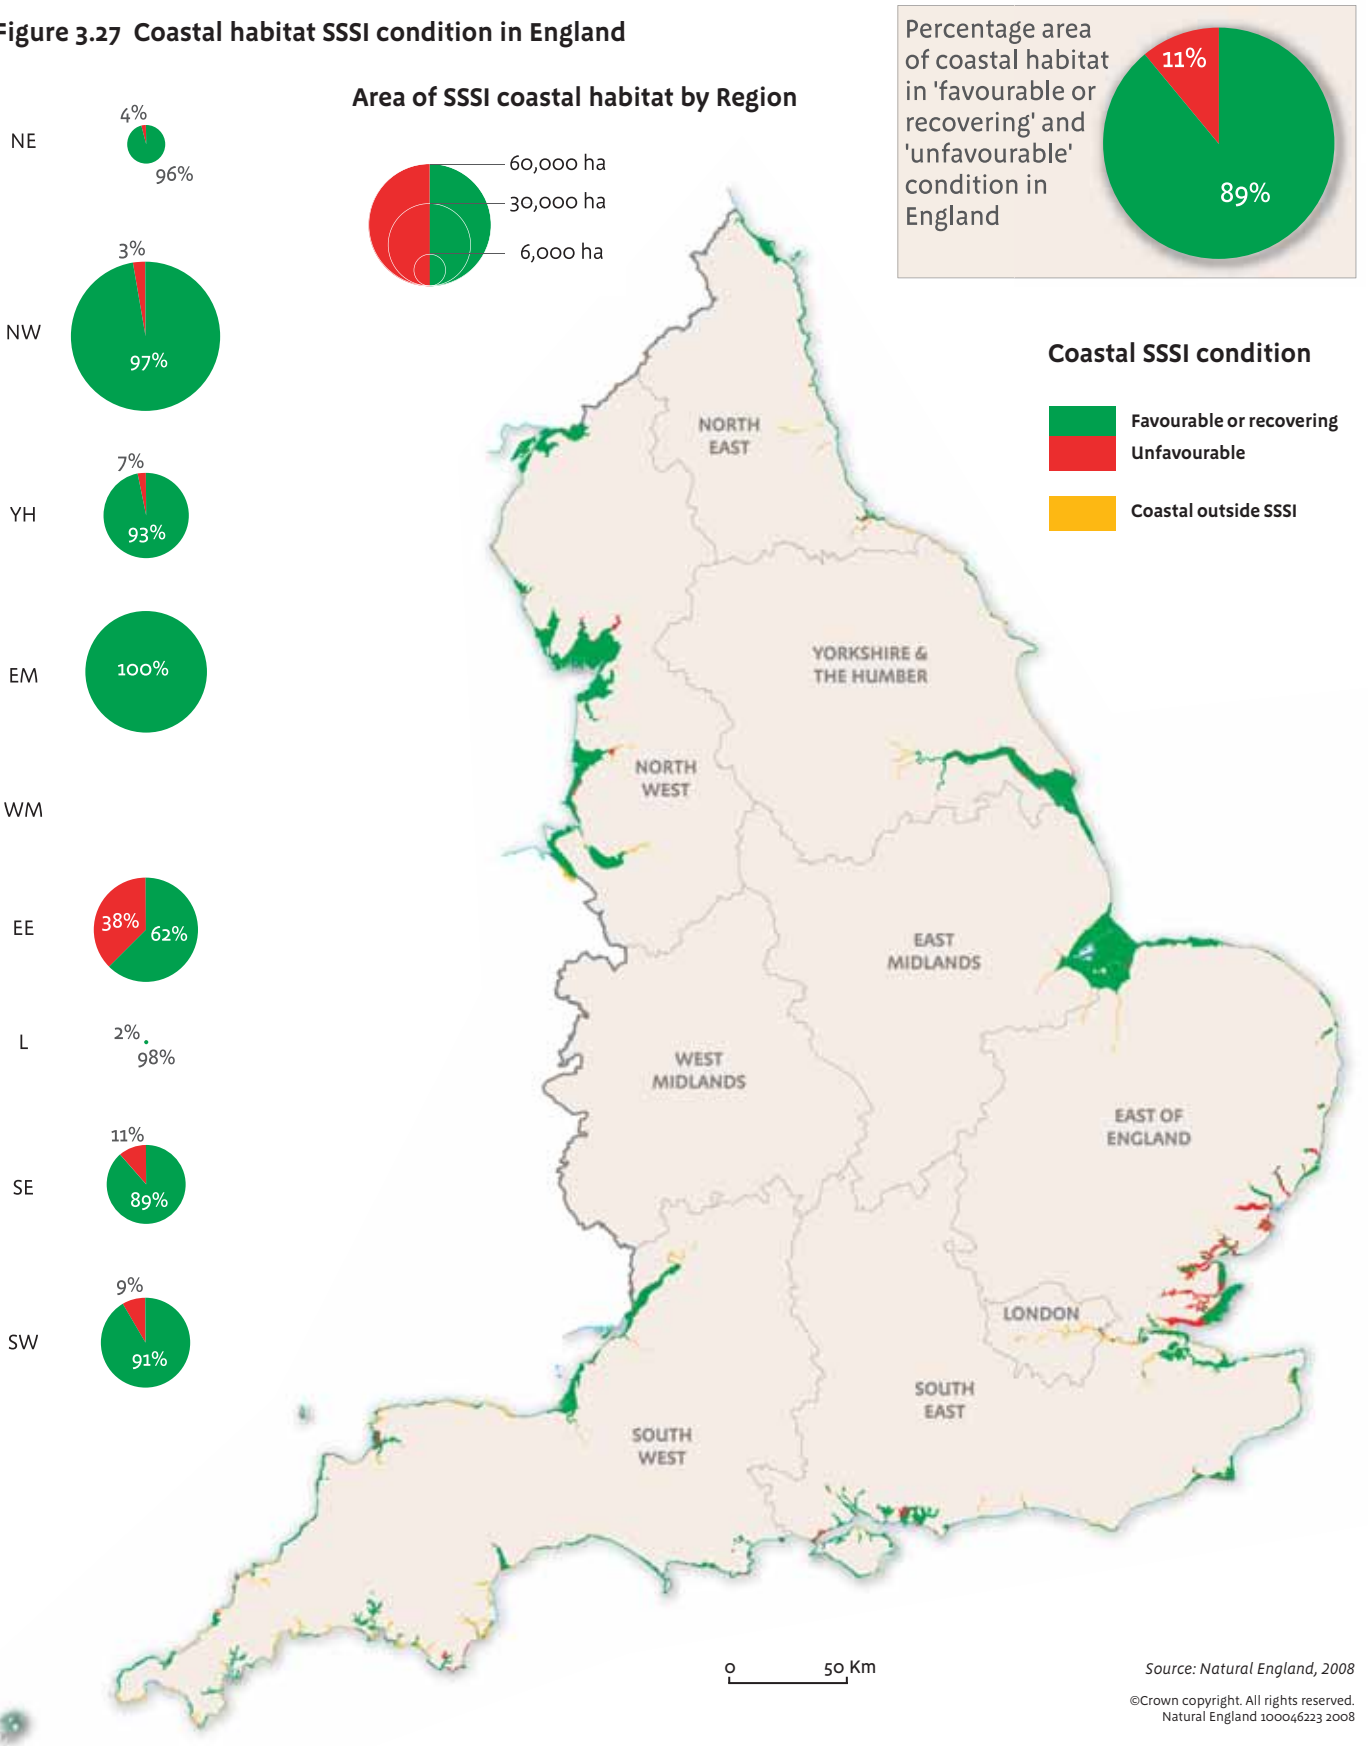 Figure 3.27 Coastal habitat SSSI condition in England
Percentage area
of coastal habitat
in 'favourable or
recovering' and
'unfavourable'
condition in
England
11%
89%
Area of SSSI coastal habitat by Region
60,000 ha
30,000 ha
6,000 ha
NE
4%
96%
NW
3%
97%
YH
7%
93%
EM
100%
WM
EE
38%
62%
L
2%
98%
SE
11%
89%
SW
9%
91%
Coastal SSSI condition
Favourable or recovering
Unfavourable
Coastal outside SSSI
NORTH
EAST
YORKSHIRE &
THE HUMBER
NORTH
WEST
EAST
MIDLANDS
WEST
MIDLANDS
EAST OF
ENGLAND
LONDON
SOUTH
EAST
SOUTH
WEST
0 50 Km
Source: Natural England, 2008
©Crown copyright. All rights reserved.
Natural England 100046223 2008